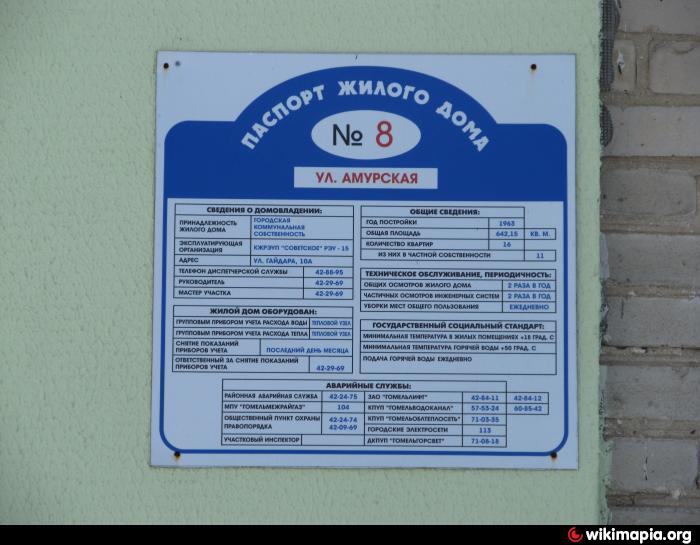 ПАСПОРТ ЖИЛОГО ДОМА
№ 8
УЛ. АМУРСКАЯ
СВЕДЕНИЯ О ДОМОВЛАДЕНИИ:
ПРИНАДЛЕЖНОСТЬ ЖИЛОГО ДОМА ГОРОДСКАЯ КОММУНАЛЬНАЯ СОБСТВЕННОСТЬ
ЭКСПЛУАТИРУЮЩАЯ ОРГАНИЗАЦИЯ КЖРЭУП "СОВЕТСКОЕ" РЭУ - 15
АДРЕС УЛ. ГАЙДАРА, 10А
ТЕЛЕФОН ДИСПЕТЧЕРСКОЙ СЛУЖБЫ 42-88-95
РУКОВОДИТЕЛЬ 42-29-69
МАСТЕР УЧАСТКА 42-29-69
ЖИЛОЙ ДОМ ОБОРУДОВАН:
ГРУППОВЫМ ПРИБОРОМ УЧЕТА РАСХОДА ВОДЫ ТЕПЛОВОЙ УЗЕЛ
ГРУППОВЫМ ПРИБОРОМ УЧЕТА РАСХОДА ТЕПЛА ТЕПЛОВОЙ УЗЕЛ
СНЯТИЕ ПОКАЗАНИЙ ПРИБОРОВ УЧЕТА ПОСЛЕДНИЙ ДЕНЬ МЕСЯЦА
ОТВЕТСТВЕННЫЙ ЗА СНЯТИЕ ПОКАЗАНИЙ ПРИБОРОВ УЧЕТА 42-29-69
ОБЩИЕ СВЕДЕНИЯ:
ГОД ПОСТРОЙКИ 1963
ОБЩАЯ ПЛОЩАДЬ 642,15 КВ. М.
КОЛИЧЕСТВО КВАРТИР 16
ИЗ НИХ В ЧАСТНОЙ СОБСТВЕННОСТИ 11
ТЕХНИЧЕСКОЕ ОБСЛУЖИВАНИЕ, ПЕРИОДИЧНОСТЬ:
ОБЩИХ ОСМОТРОВ ЖИЛОГО ДОМА 2 РАЗА В ГОД
ЧАСТИЧНЫХ ОСМОТРОВ ИНЖЕНЕРНЫХ СИСТЕМ 2 РАЗА В ГОД
УБОРКИ МЕСТ ОБЩЕГО ПОЛЬЗОВАНИЯ ЕЖЕДНЕВНО
ГОСУДАРСТВЕННЫЙ СОЦИАЛЬНЫЙ СТАНДАРТ:
МИНИМАЛЬНАЯ ТЕМПЕРАТУРА В ЖИЛЫХ ПОМЕЩЕНИЯХ +18 ГРАД. С
МИНИМАЛЬНАЯ ТЕМПЕРАТУРА ГОРЯЧЕЙ ВОДЫ +50 ГРАД. С
ПОДАЧА ГОРЯЧЕЙ ВОДЫ ЕЖЕДНЕВНО
АВАРИЙНЫЕ СЛУЖБЫ:
РАЙОННАЯ АВАРИЙНАЯ СЛУЖБА 42-24-75
МПУ "ГОМЕЛЬМЕЖРАЙГАЗ" 104
ОБЩЕСТВЕННЫЙ ПУНКТ ОХРАНЫ ПРАВОПОРЯДКА 42-24-74 42-09-69
УЧАСТКОВЫЙ ИНСПЕКТОР
ЗАО "ГОМЕЛЬЛИФТ" 42-84-11 42-84-12
КПУП "ГОМЕЛЬВОДОКАНАЛ" 57-53-24 60-85-42
КПУП "ГОМЕЛЬОБЛТЕПЛОСЕТЬ" 71-03-35
ГОРОДСКИЕ ЭЛЕКТРОСЕТИ 113
ДКПУП "ГОМЕЛЬГОРСВЕТ" 71-08-18
wikimapia.org